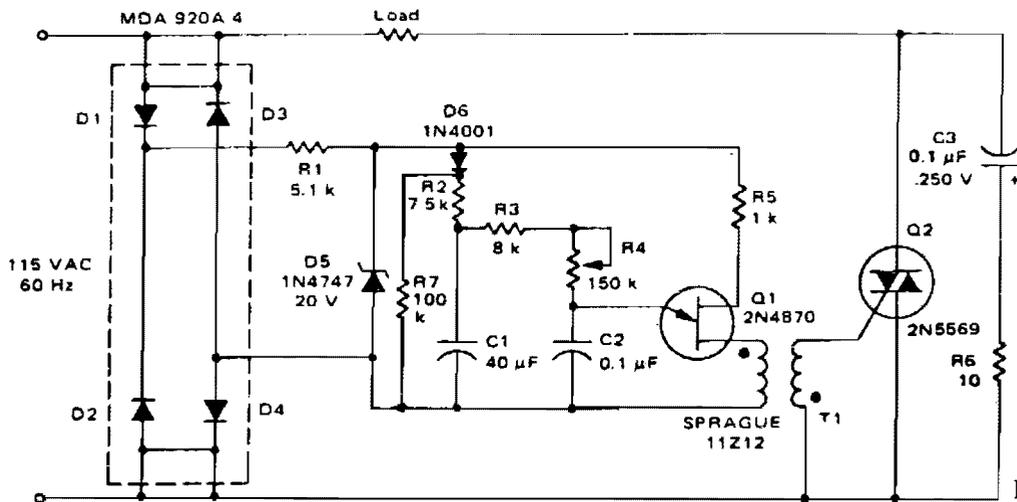 MDA 920A 4
Load
D1
D3
D6
1N4001
C3
0.1 µF
.250 V
+
R1
5.1 k
R2
7 5 k
R3
8 k
R5
1 k
R4
150 k
Q2
2N5569
115 VAC
60 Hz
D5
1N4747
20 V
R7
100
k
Q1
2N4870
C1
40 µF
C2
0.1 µF
R6
10
D2
D4
SPRAGUE
11Z12
T1